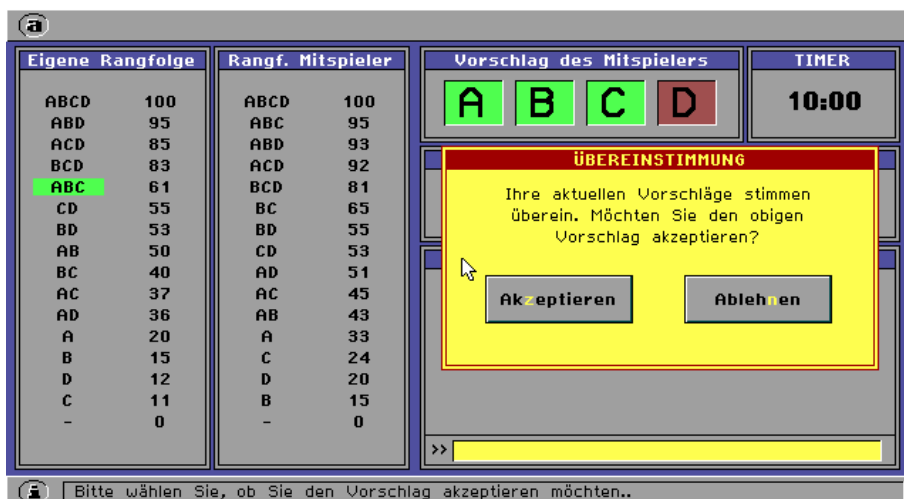 a
Eigene Rangfolge
ABCD 100
ABD 95
ACD 85
BCD 83
ABC 61
CD 55
BD 53
AB 50
BC 40
AC 37
AD 36
A 20
B 15
D 12
C 11
- 0
Rangf. Mitspieler
ABCD 100
ABC 95
ABD 93
ACD 92
BCD 81
BC 65
BD 55
CD 53
AD 51
AC 45
AB 43
A 33
C 24
D 20
B 15
- 0
Vorschlag des Mitspielers
A B C D
TIMER
10:00
ÜBEREINSTIMMUNG
Ihre aktuellen Vorschläge stimmen
überein. Möchten Sie den obigen
Vorschlag akzeptieren?
Akzeptieren
Ablehnen
>>
i
Bitte wählen Sie, ob Sie den Vorschlag akzeptieren möchten..